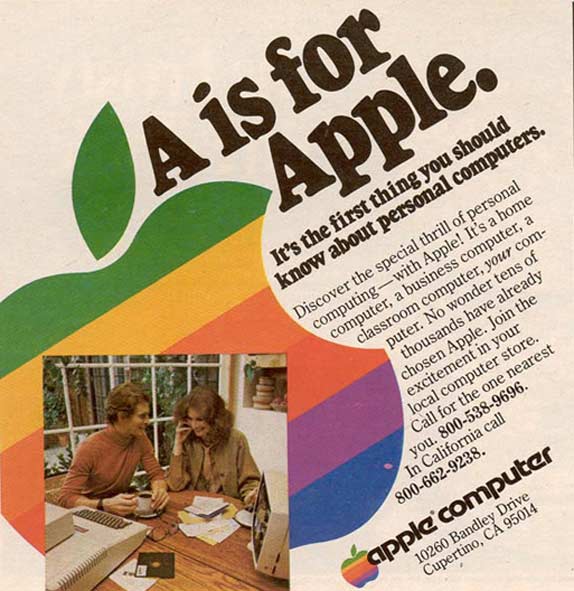 A is for
Apple.
It's the first thing you should
know about personal computers.
Discover the special thrill of personal
computing—with Apple! It's a home
computer, a business computer, a
classroom computer, your com-
puter. No wonder tens of
thousands have already
chosen Apple. Join the
excitement in your
local computer store.
Call for the one nearest
you. 800-538-9696.
In California call
800-662-9238.
apple computer
10260 Bandley Drive
Cupertino, CA 95014